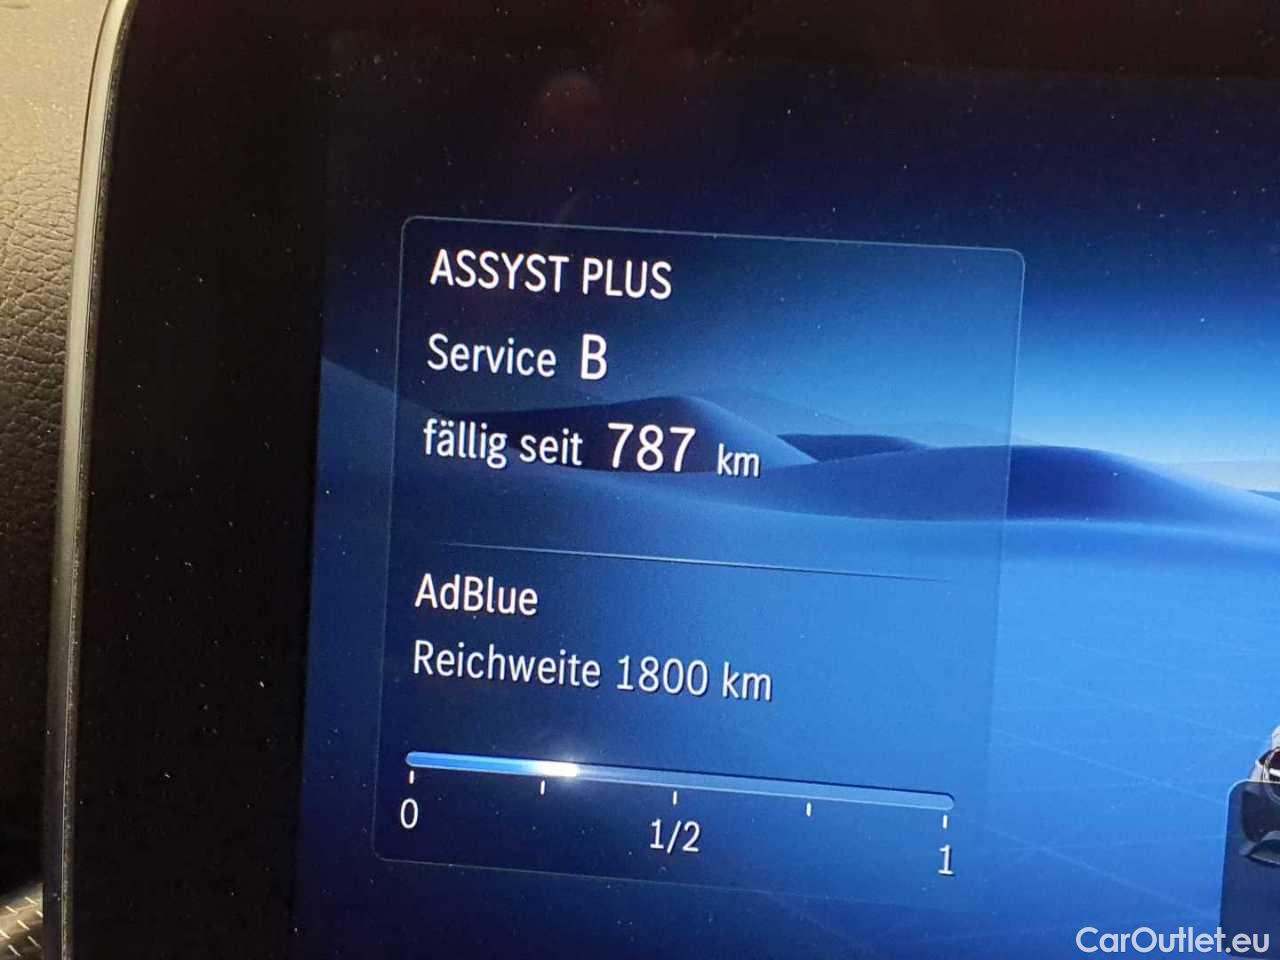 ASSYST PLUS
Service B
fällig seit 787 km
AdBlue
Reichweite 1800 km
0 1/2 1
CarOutlet.eu